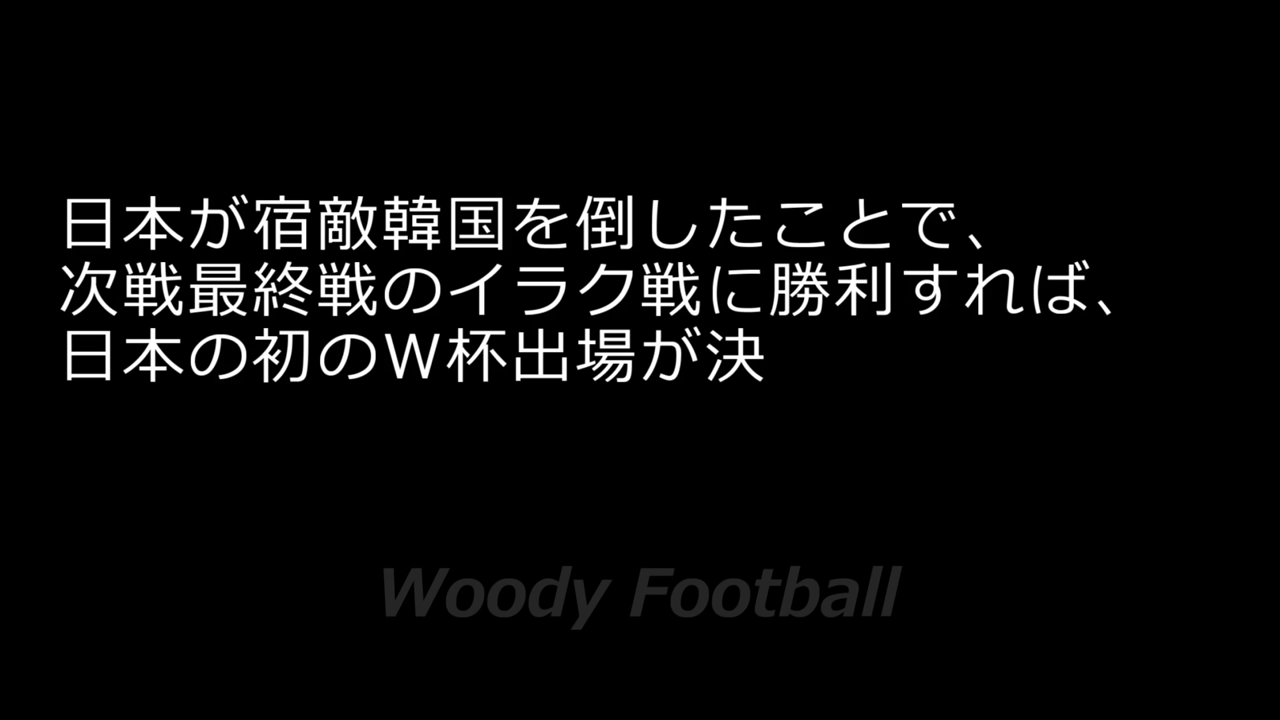 日本が宿敵韓国を倒したことで、
次戦最終戦のイラク戦に勝利すれば、
日本の初のW杯出場が決
Woody Football